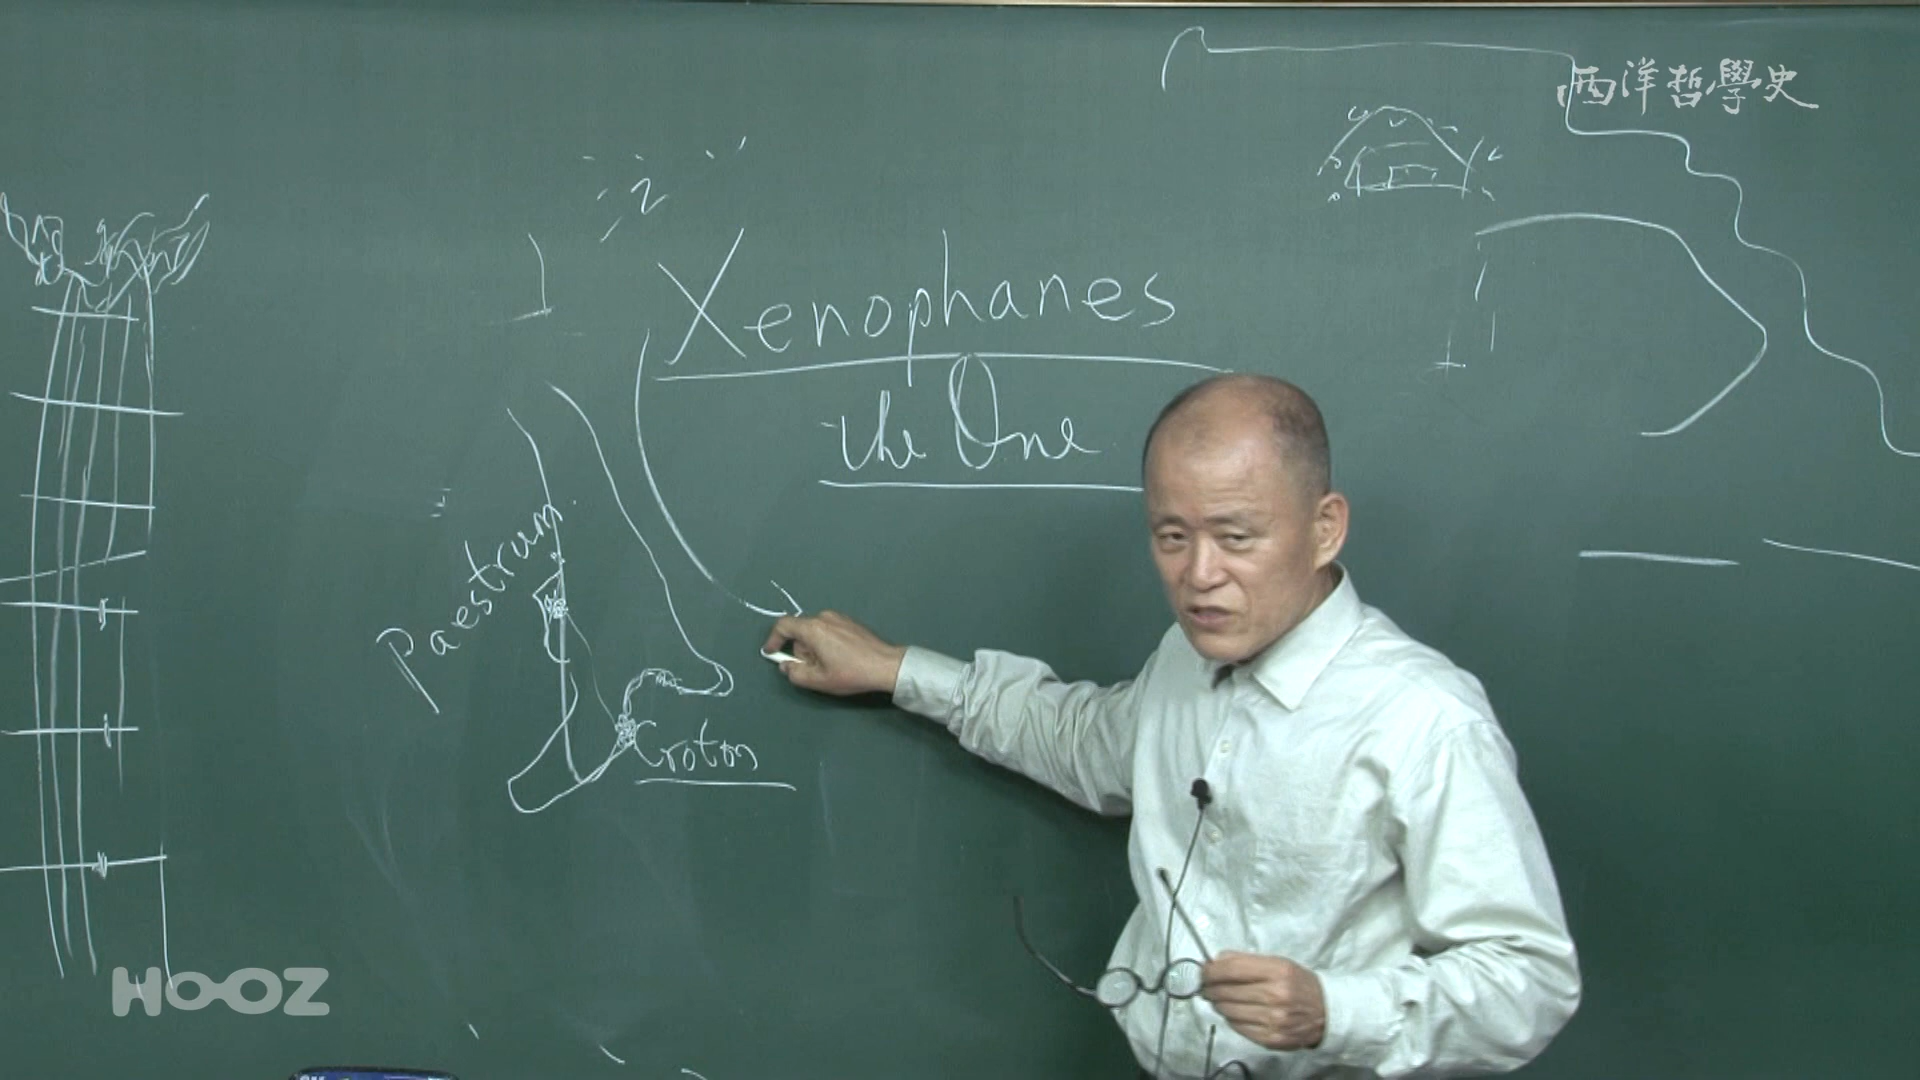 西洋哲學史
Xenophanes
the One
Paestrum
Croton
HOOZ